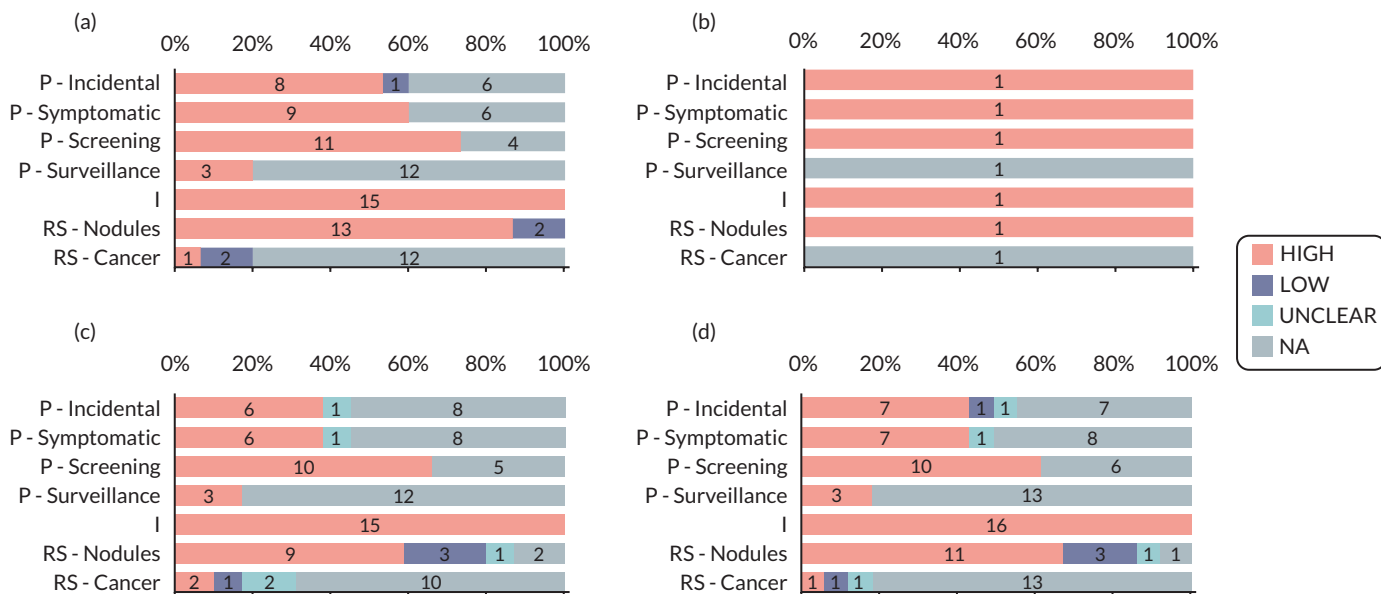 (a)
0% 20% 40% 60% 80% 100%
P - Incidental 8 1 6
P - Symptomatic 9 6
P - Screening 11 4
P - Surveillance 3 12
I 15
RS - Nodules 13 2
RS - Cancer 1 2 12
(b)
0% 20% 40% 60% 80% 100%
P - Incidental 1
P - Symptomatic 1
P - Screening 1
P - Surveillance 1
I 1
RS - Nodules 1
RS - Cancer 1
HIGH
LOW
UNCLEAR
NA
(c)
0% 20% 40% 60% 80% 100%
P - Incidental 6 1 8
P - Symptomatic 6 1 8
P - Screening 10 5
P - Surveillance 3 12
I 15
RS - Nodules 9 3 1 2
RS - Cancer 2 1 2 10
(d)
0% 20% 40% 60% 80% 100%
P - Incidental 7 1 1 7
P - Symptomatic 7 1 8
P - Screening 10 6
P - Surveillance 3 13
I 16
RS - Nodules 11 3 1 1
RS - Cancer 1 1 1 13